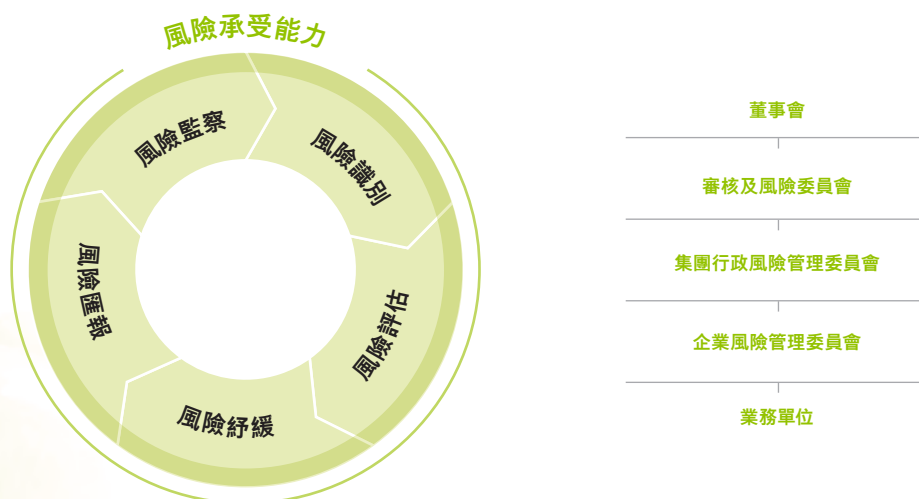 風險承受能力
風險監察
風險識別
風險匯報
風險評估
風險紓緩
董事會
審核及風險委員會
集團行政風險管理委員會
企業風險管理委員會
業務單位